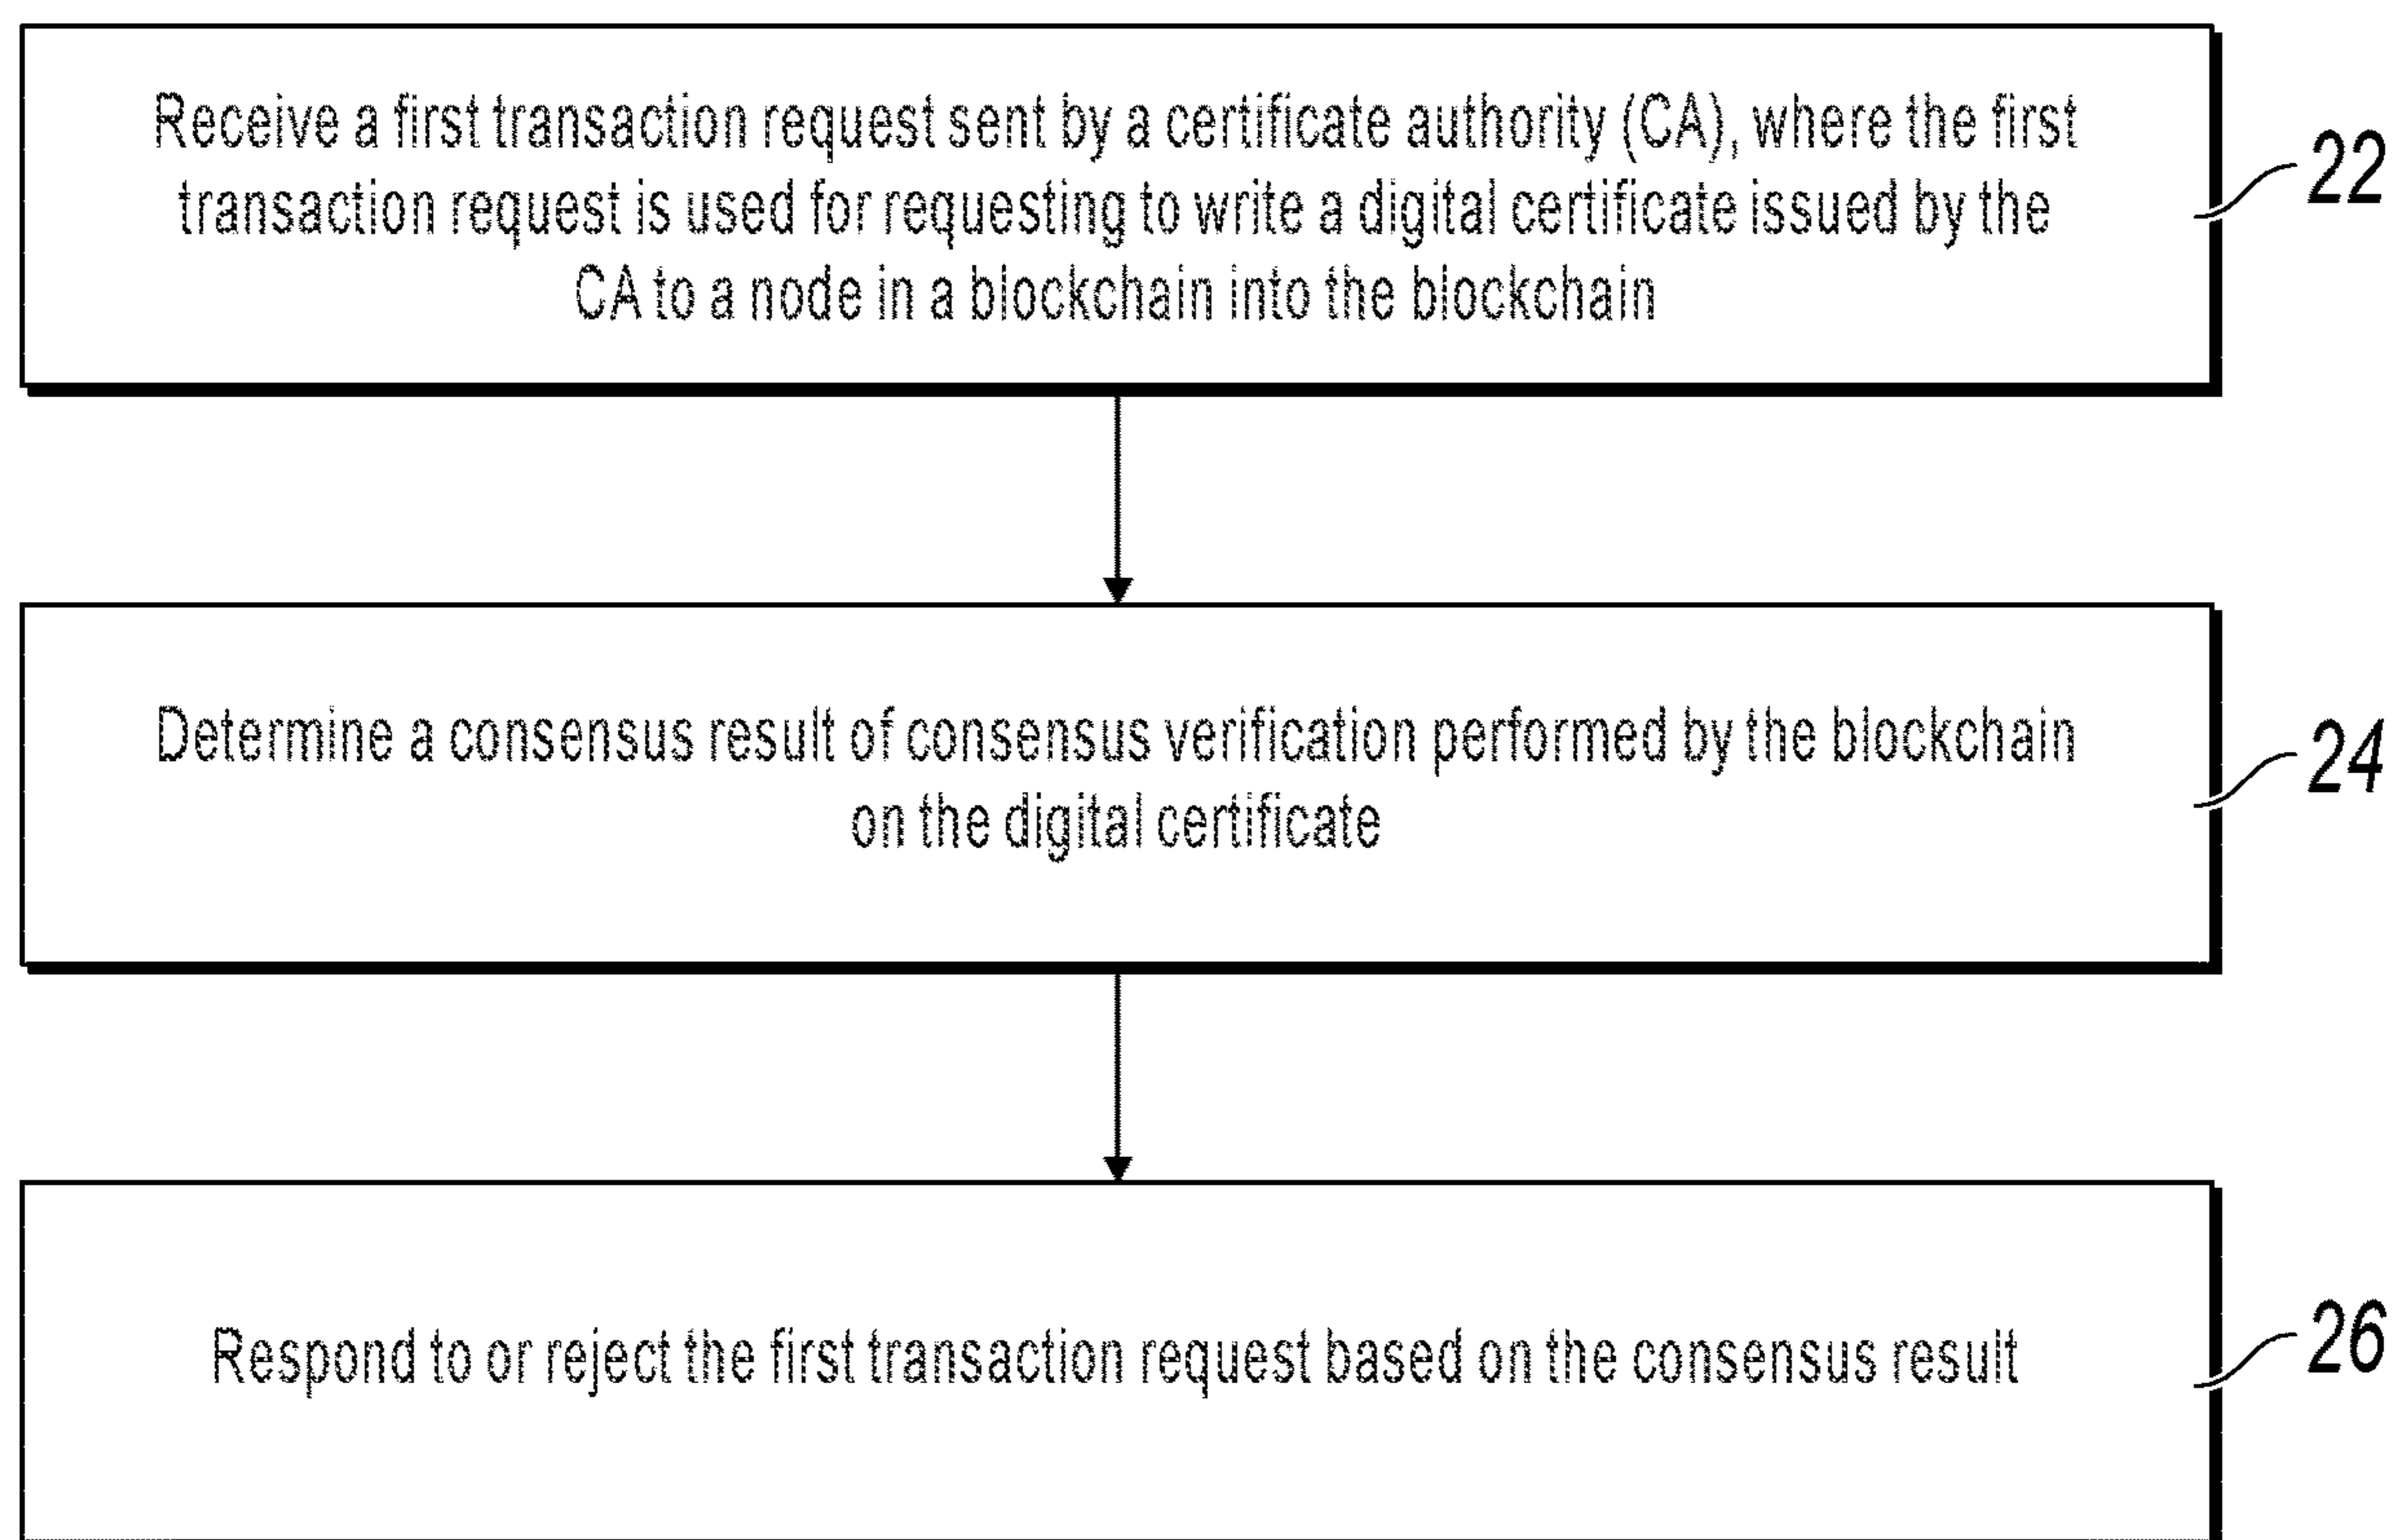 Receive a first transaction request sent by a certificate authority (CA), where the first
transaction request is used for requesting to write a digital certificate issued by the
CA to a node in a blockchain into the blockchain
22
Determine a consensus result of consensus verification performed by the blockchain
on the digital certificate
24
Respond to or reject the first transaction request based on the consensus result
26